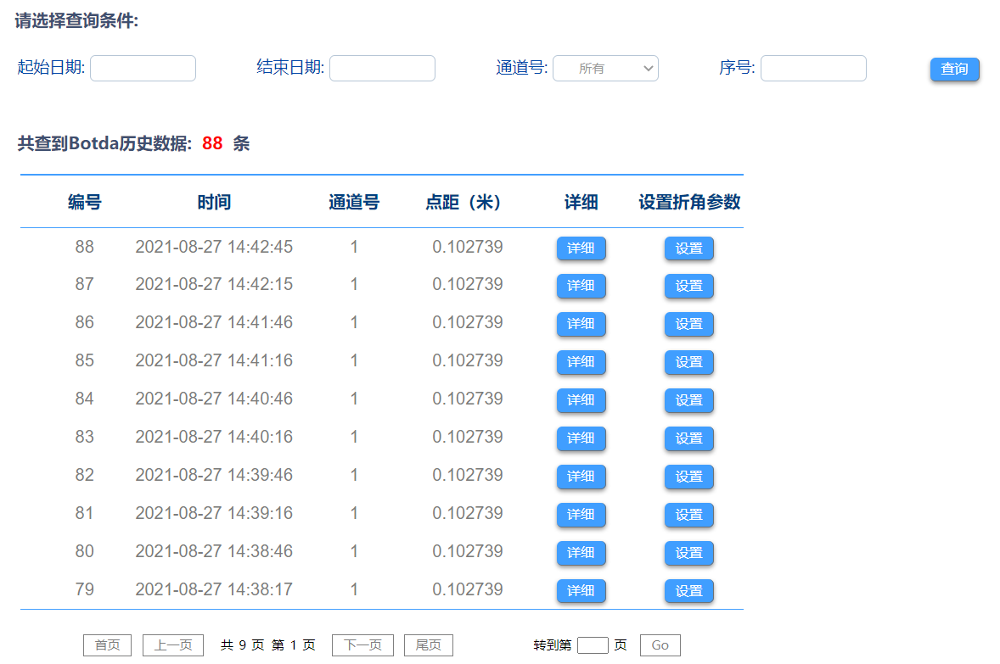 请选择查询条件:
起始日期: 结束日期: 通道号: 所有 序号: 查询
共查到Botda历史数据: 88 条
编号 时间 通道号 点距（米） 详细 设置折角参数
88 2021-08-27 14:42:45 1 0.102739 详细 设置
87 2021-08-27 14:42:15 1 0.102739 详细 设置
86 2021-08-27 14:41:46 1 0.102739 详细 设置
85 2021-08-27 14:41:16 1 0.102739 详细 设置
84 2021-08-27 14:40:46 1 0.102739 详细 设置
83 2021-08-27 14:40:16 1 0.102739 详细 设置
82 2021-08-27 14:39:46 1 0.102739 详细 设置
81 2021-08-27 14:39:16 1 0.102739 详细 设置
80 2021-08-27 14:38:46 1 0.102739 详细 设置
79 2021-08-27 14:38:17 1 0.102739 详细 设置
首页 上一页 共 9 页 第 1 页 下一页 尾页 转到第 页 Go